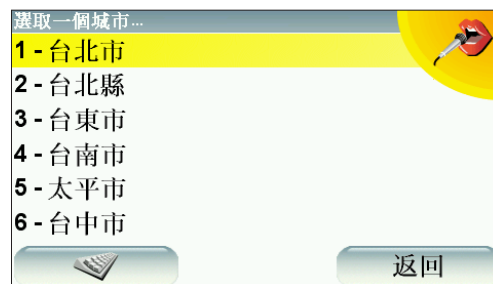 選取一個城市...
1 - 台北市
2 - 台北縣
3 - 台東市
4 - 台南市
5 - 太平市
6 - 台中市
返回